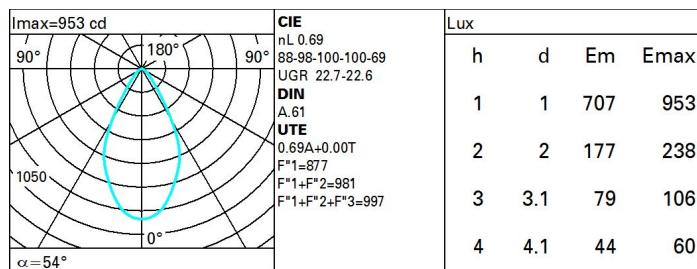 Imax=953 cd
180°
90° 90°
1050
0°
α=54°
CIE
nL 0.69
88-98-100-100-69
UGR 22.7-22.6
DIN
A.61
UTE
0.69A+0.00T
F"1=877
F"1+F"2=981
F"1+F"2+F"3=997
Lux
h d Em Emax
1 1 707 953
2 2 177 238
3 3.1 79 106
4 4.1 44 60